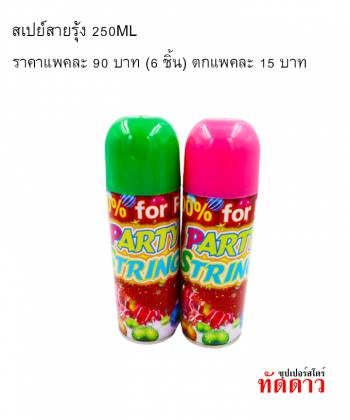 สเปย์สายรุ้ง 250ML
ราคาแพคละ 90 บาท (6 ชิ้น) ตกแพคละ 15 บาท
0% for F
PARTY
STRING
00% for
PARTY
STRING
ซุปเปอร์สโตร์
ทัดดาว